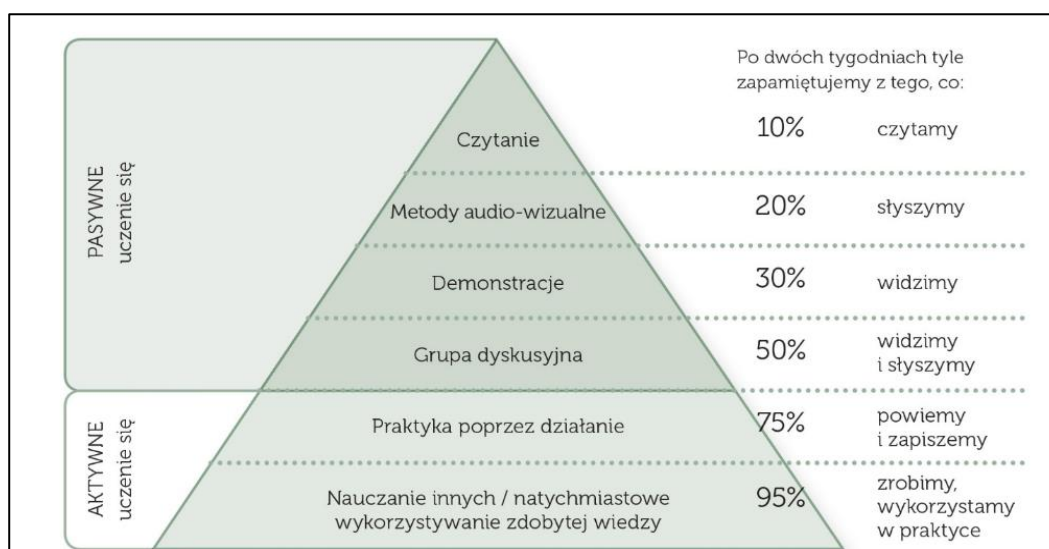 Po dwóch tygodniach tyle
zapamiętujemy z tego, co:
PASYWNE
uczenie się
Czytanie
10%
czytamy
Metody audio-wizualne
20%
słyszymy
Demonstracje
30%
widzimy
Grupa dyskusyjna
50%
widzimy
i słyszymy
AKTYWNE
uczenie się
Praktyka poprzez działanie
75%
powiemy
i zapiszemy
Nauczanie innych / natychmiastowe
wykorzystywanie zdobytej wiedzy
95%
zrobimy,
wykorzystamy
w praktyce